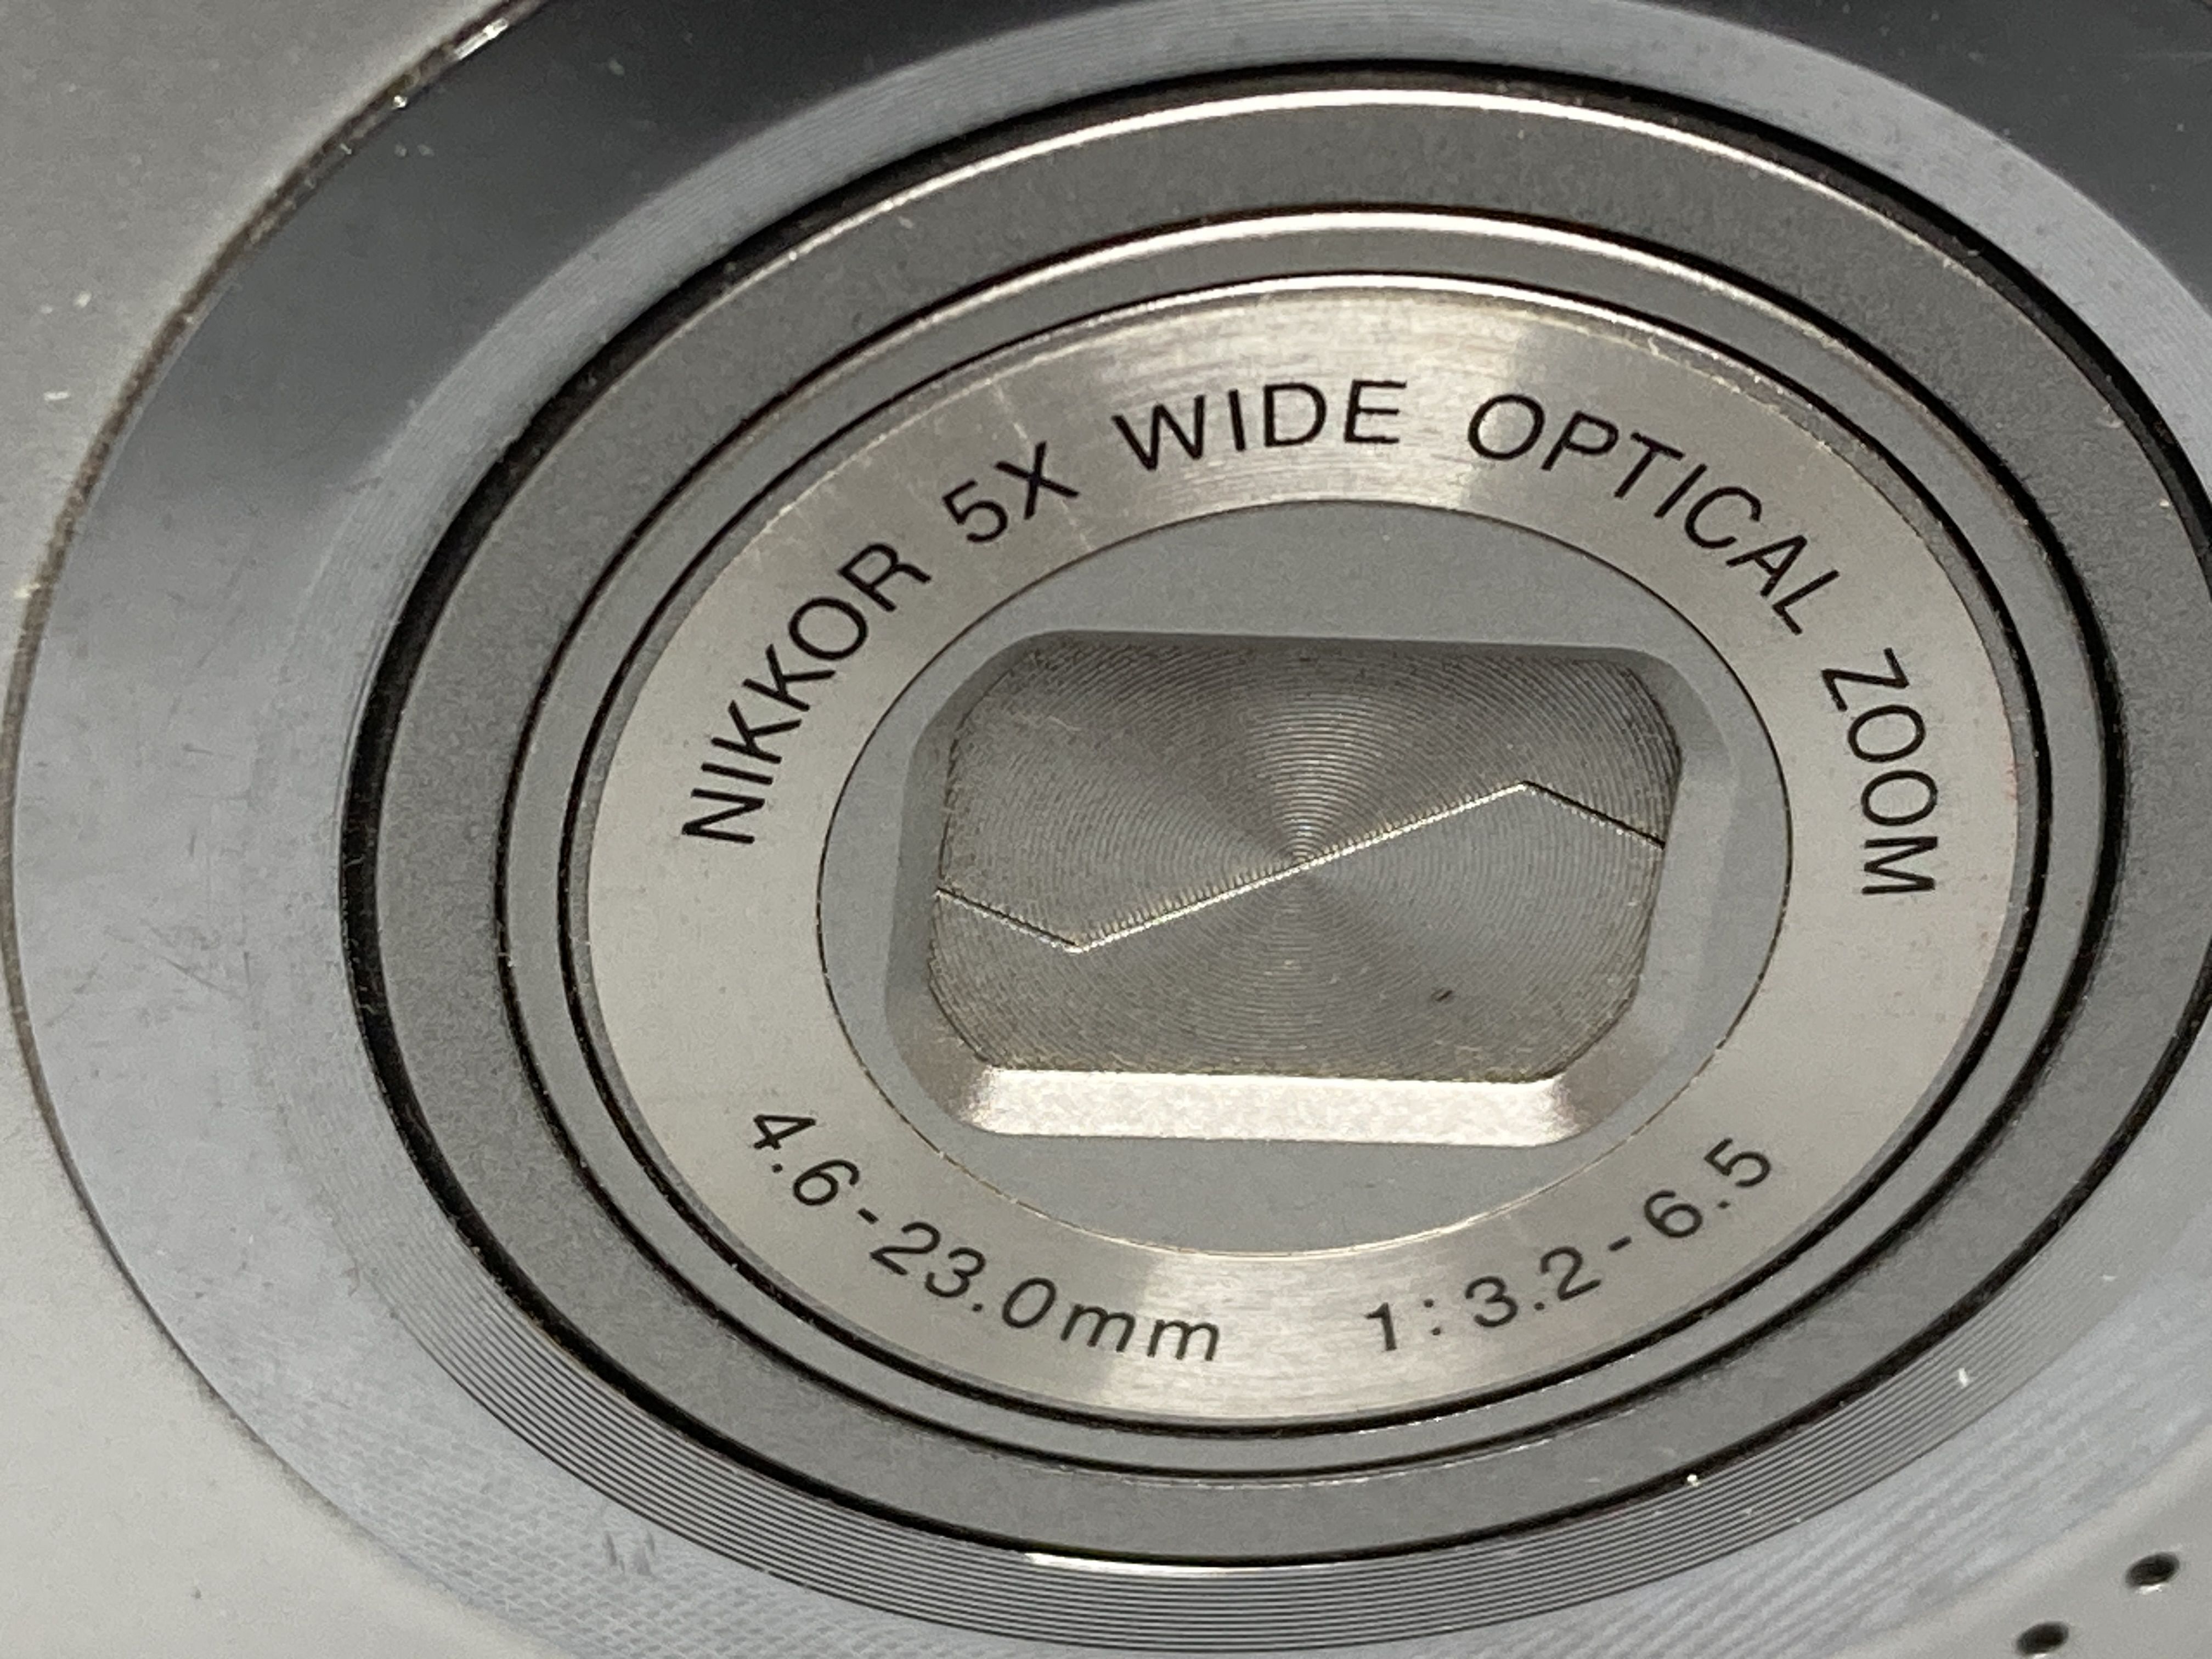 NIKKOR 5X WIDE OPTICAL ZOOM
4.6-23.0mm 1:3.2-6.5